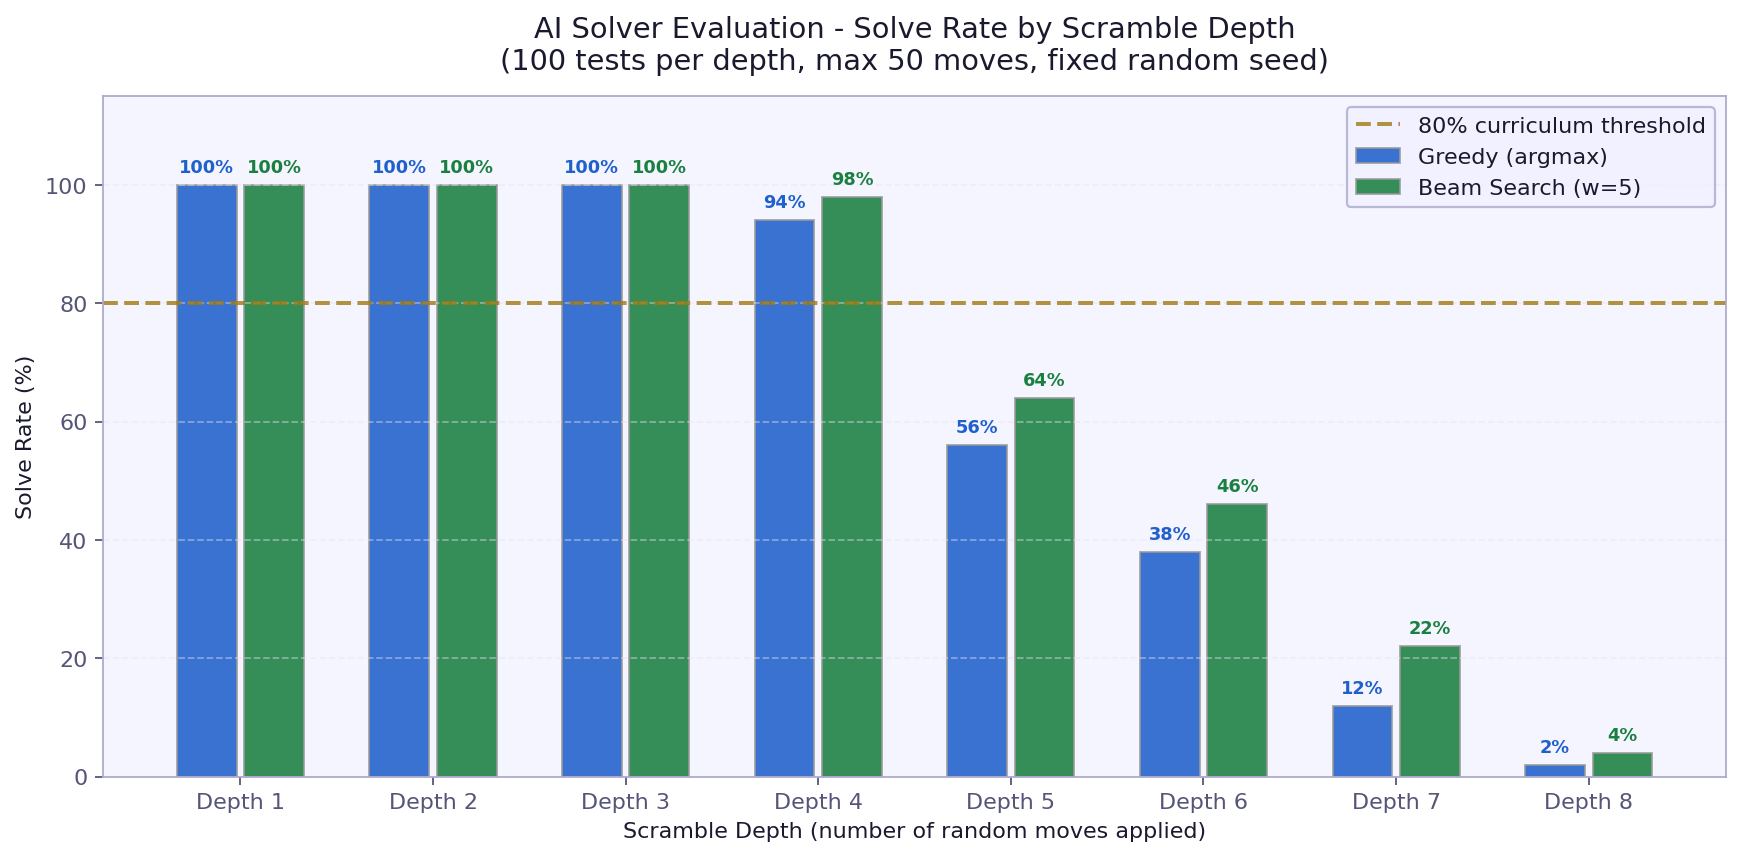 AI Solver Evaluation - Solve Rate by Scramble Depth
(100 tests per depth, max 50 moves, fixed random seed)
80% curriculum threshold
Greedy (argmax)
Beam Search (w=5)
Solve Rate (%)
100
80
60
40
20
0
100% 100%
100% 100%
100% 100%
94% 98%
56% 64%
38% 46%
12% 22%
2% 4%
Depth 1 Depth 2 Depth 3 Depth 4 Depth 5 Depth 6 Depth 7 Depth 8
Scramble Depth (number of random moves applied)